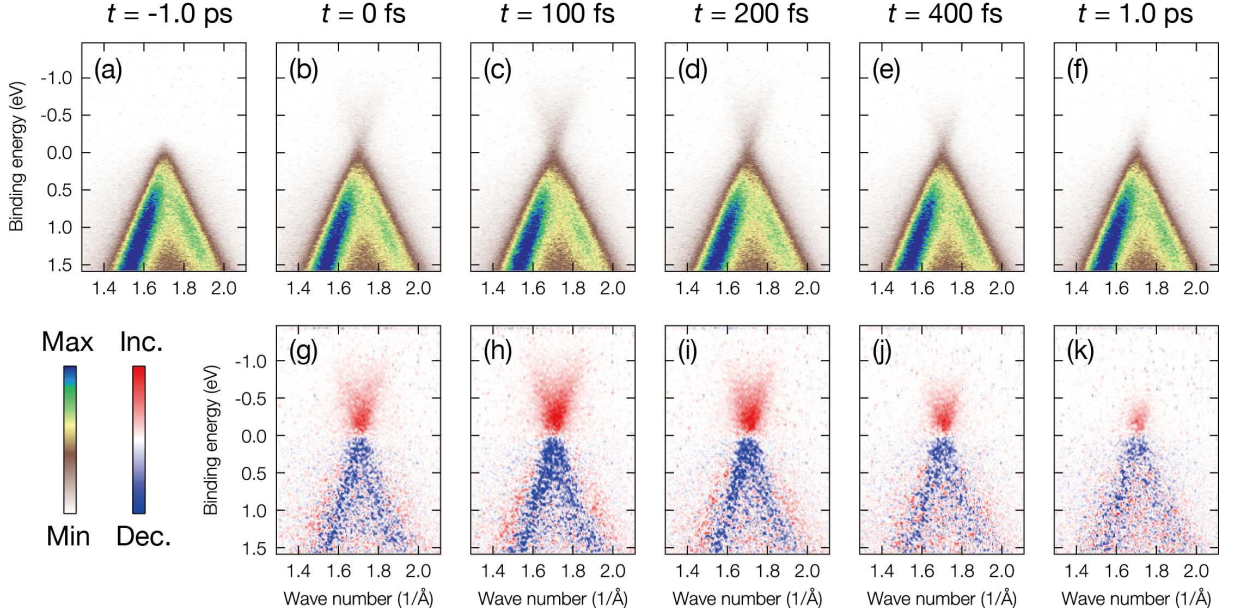 t = -1.0 ps t = 0 fs t = 100 fs t = 200 fs t = 400 fs t = 1.0 ps
(a) (b) (c) (d) (e) (f)
Binding energy (eV)
-1.0
-0.5
0.0
0.5
1.0
1.5
1.4 1.6 1.8 2.0 1.4 1.6 1.8 2.0 1.4 1.6 1.8 2.0 1.4 1.6 1.8 2.0 1.4 1.6 1.8 2.0 1.4 1.6 1.8 2.0
Max Inc.
Min Dec.
(g) (h) (i) (j) (k)
Binding energy (eV)
-1.0
-0.5
0.0
0.5
1.0
1.5
1.4 1.6 1.8 2.0 1.4 1.6 1.8 2.0 1.4 1.6 1.8 2.0 1.4 1.6 1.8 2.0 1.4 1.6 1.8 2.0
Wave number (1/Å) Wave number (1/Å) Wave number (1/Å) Wave number (1/Å) Wave number (1/Å)